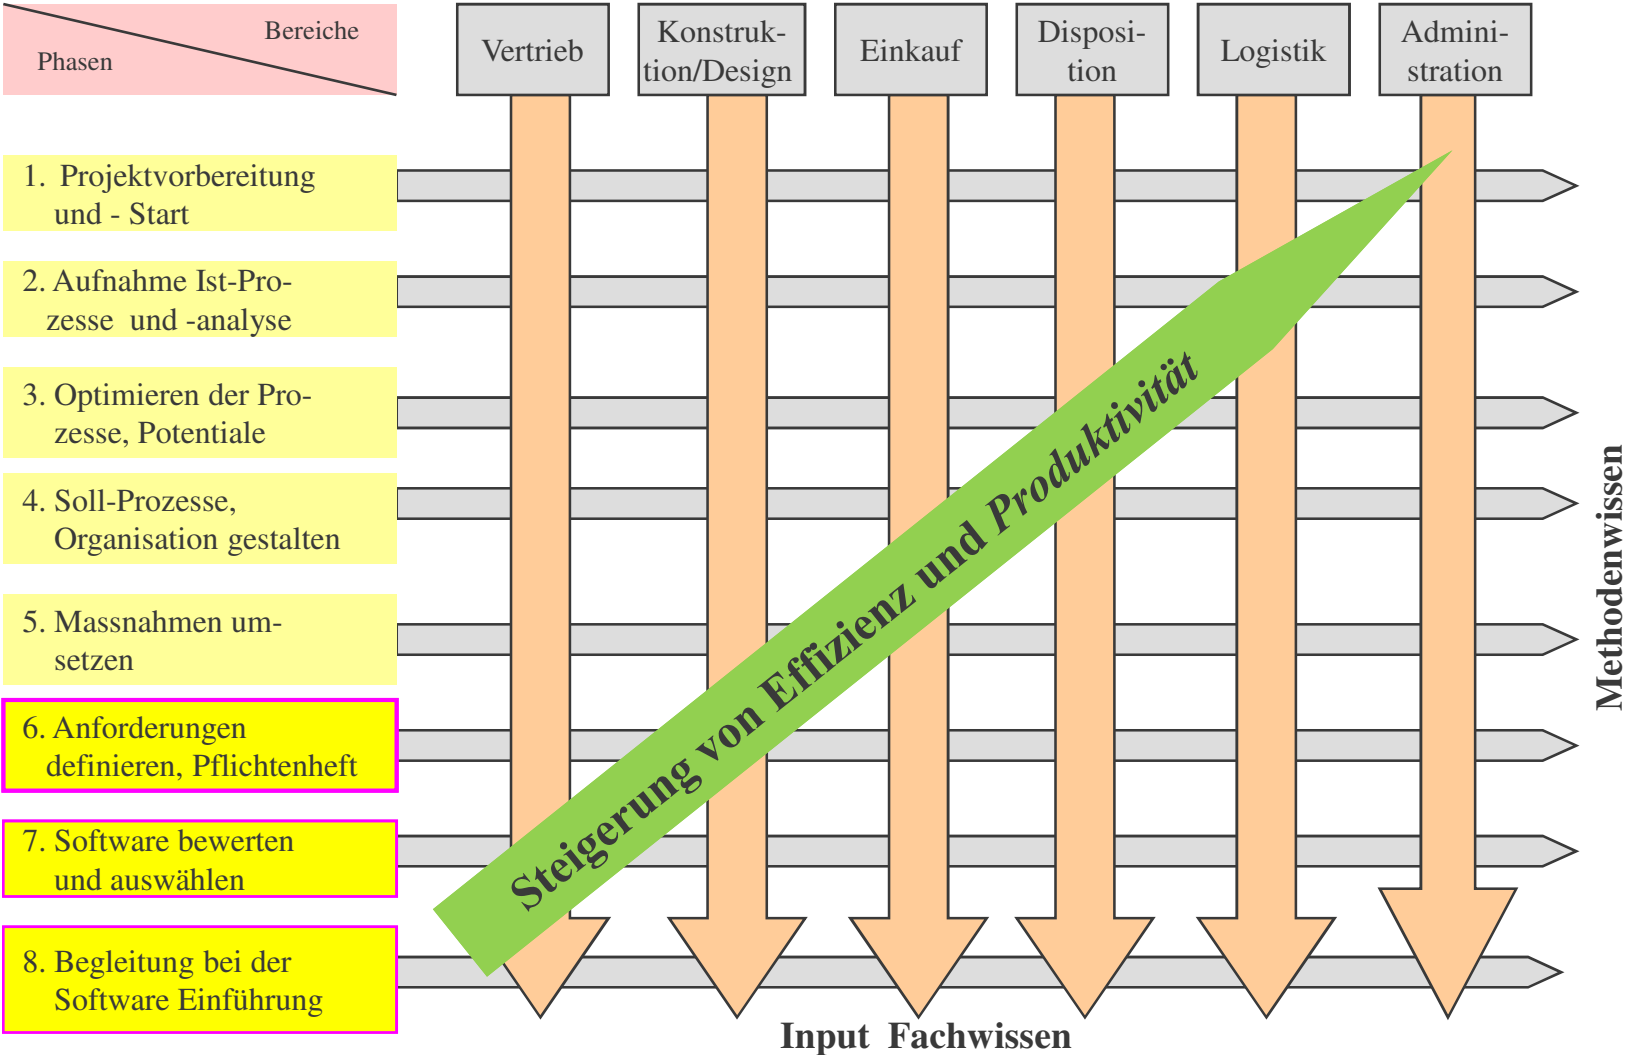 Bereiche
Phasen
Vertrieb
Konstruk-
tion/Design
Einkauf
Disposi-
tion
Logistik
Admini-
stration
1. Projektvorbereitung
und - Start
2. Aufnahme Ist-Pro-
zesse und -analyse
3. Optimieren der Pro-
zesse, Potentiale
4. Soll-Prozesse,
Organisation gestalten
5. Massnahmen um-
setzen
6. Anforderungen
definieren, Pflichtenheft
7. Software bewerten
und auswählen
8. Begleitung bei der
Software Einführung
Steigerung von Effizienz und Produktivität
Methodenwissen
Input Fachwissen